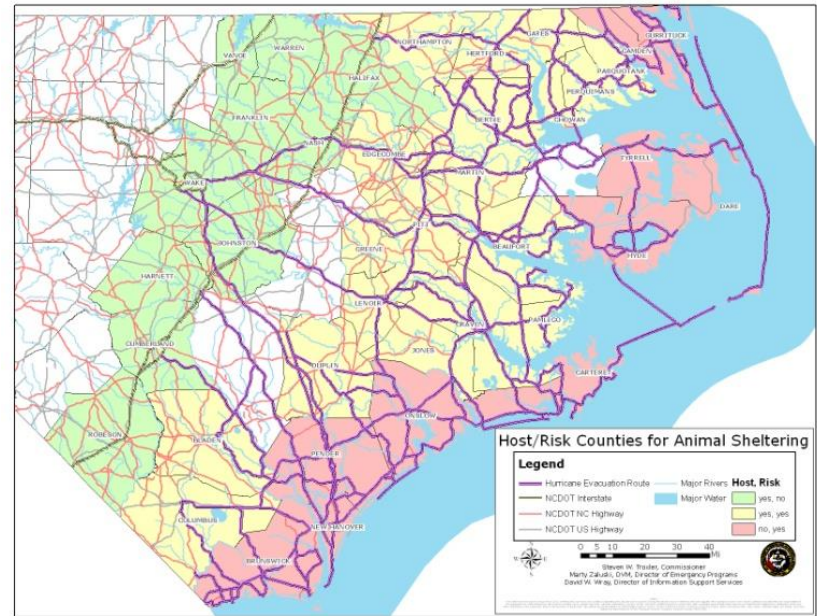 NORTHAMPTON
GATES
CURRITUCK
WARREN
HERTFORD
CAMDEN
VANCE
PASQUOTANK
HALIFAX
PERQUIMANS
FRANKLIN
BERTIE
CHOWAN
NASH
EDGECOMBE
TYRRELL
MARTIN
WAKE
DARE
PITT
JOHNSTON
BEAUFORT
GREENE
HYDE
HARNETT
LENOIR
PAMLICO
CRAVEN
CUMBERLAND
JONES
DUPLIN
CARTERET
ONSLOW
ROBESON
BLADEN
PENDER
COLUMBUS
NEW HANOVER
BRUNSWICK
Host/Risk Counties for Animal Sheltering
Legend
Hurricane Evacuation Route Major Rivers Host, Risk
NCDOT Interstate Major Water yes, no
NCDOT NC Highway yes, yes
NCDOT US Highway no, yes
N
W E
S
0 5 10 20 30 40
Mi
Steven W. Troxler, Commissioner
Marty Zaluski, DVM, Director of Emergency Programs
David W. Wray, Director of Information Support Services